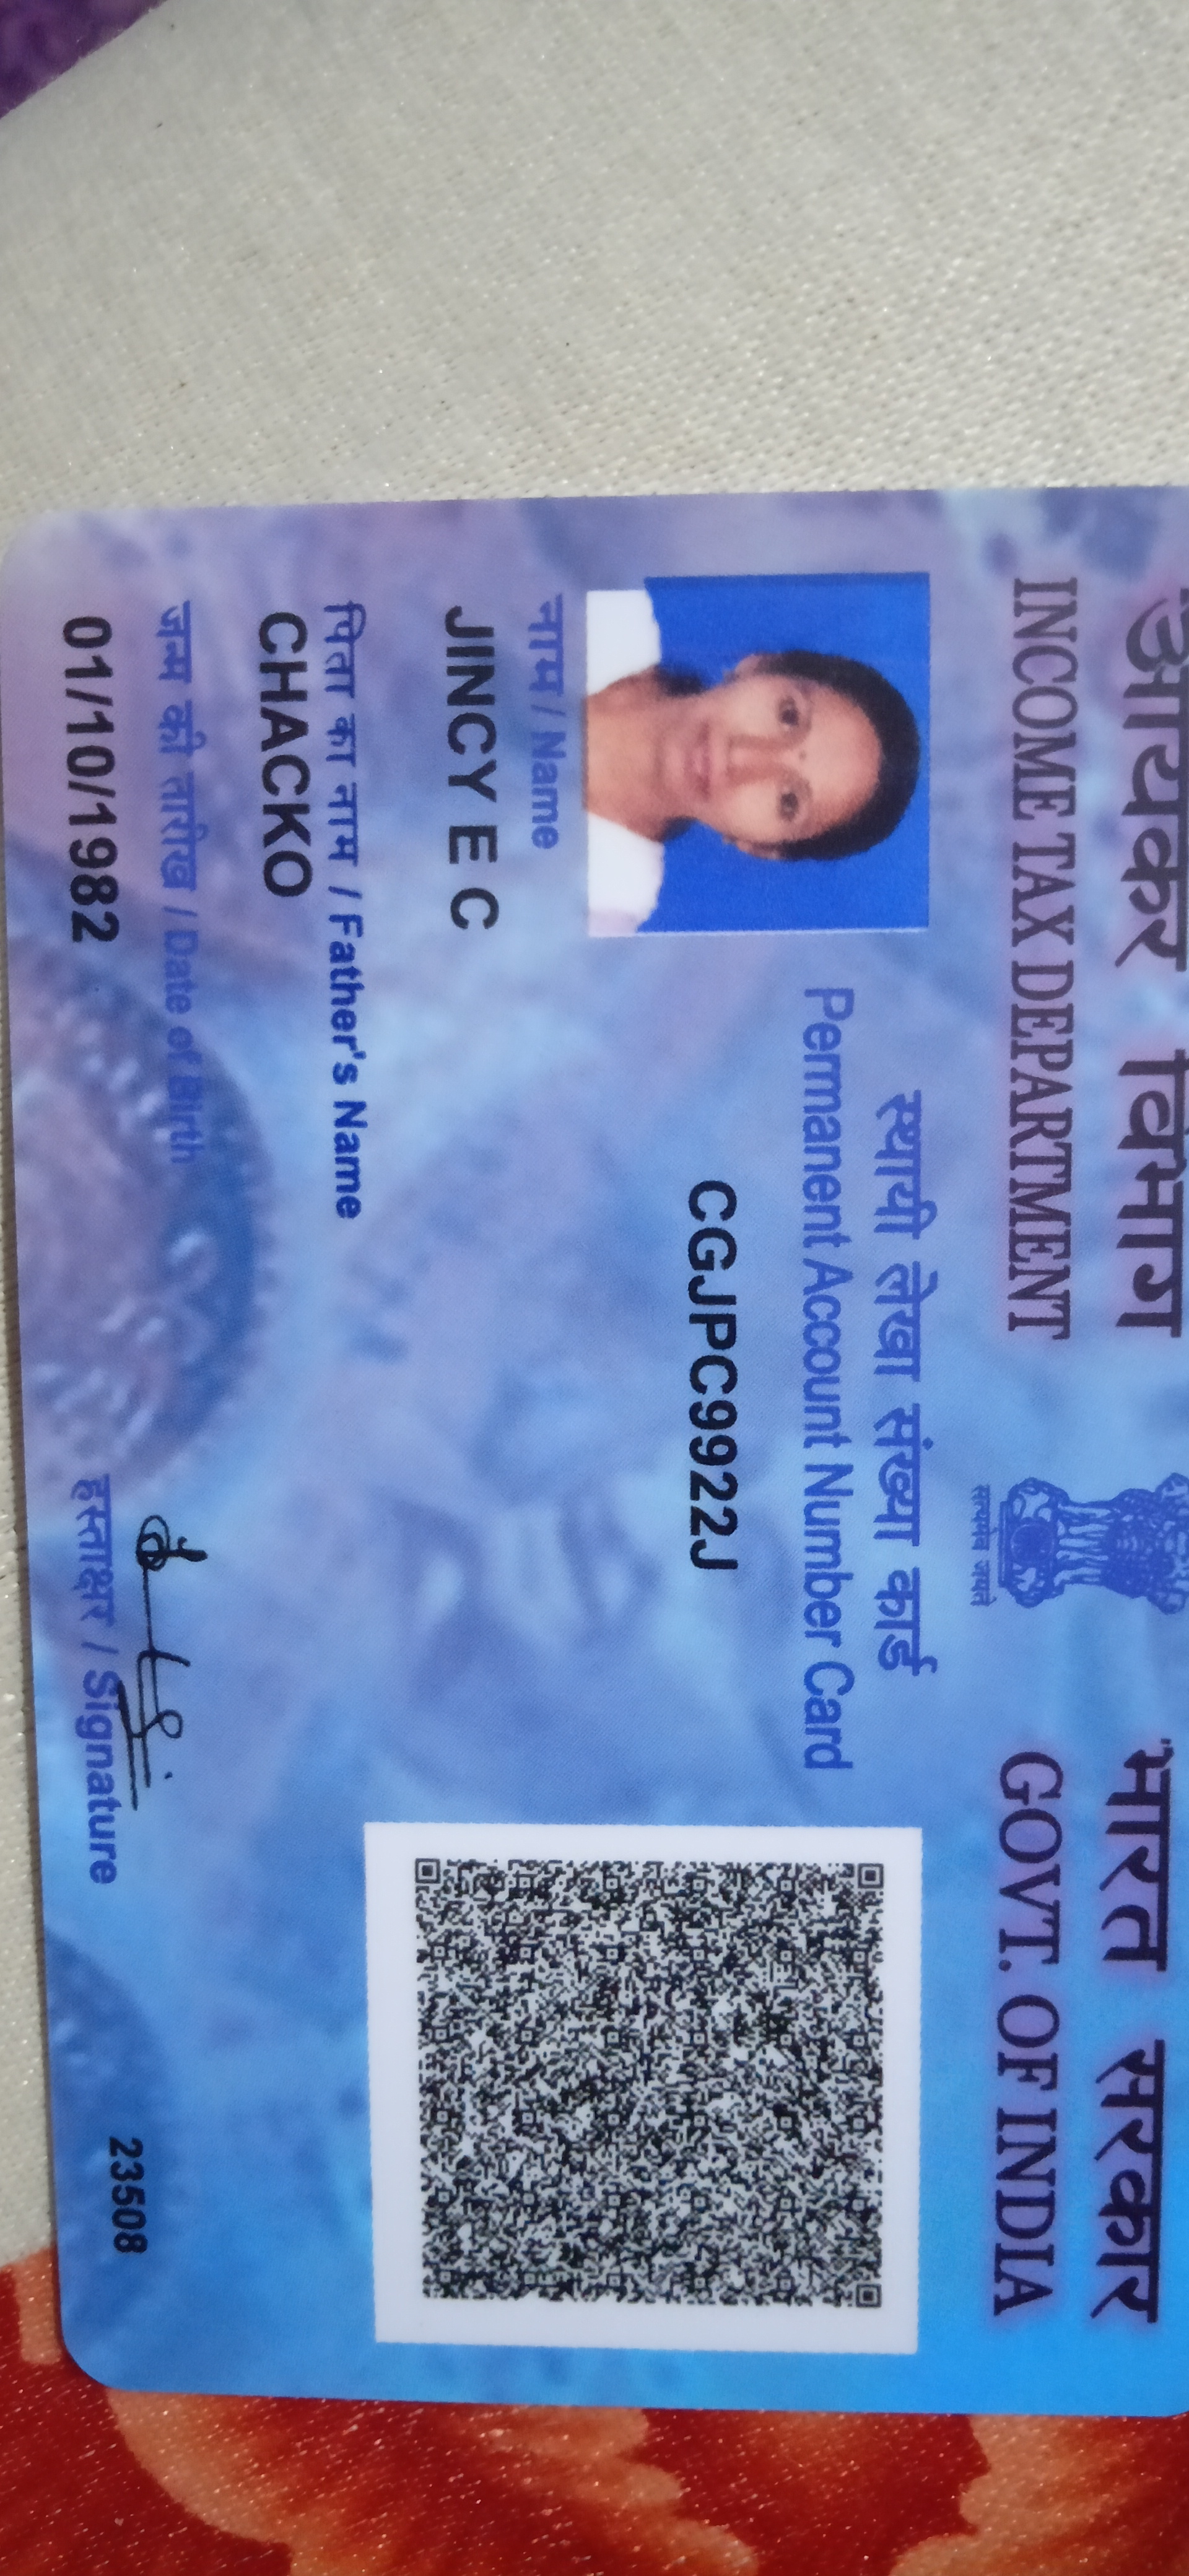 आयकर विभाग
INCOME TAX DEPARTMENT
सत्यमेव जयते
भारत सरकार
GOVT. OF INDIA
स्थायी लेखा संख्या कार्ड
Permanent Account Number Card
CGJPC9922J
नाम / Name
JINCY E C
पिता का नाम / Father's Name
CHACKO
जन्म की तारीख / Date of Birth
01/10/1982
हस्ताक्षर / Signature
23508